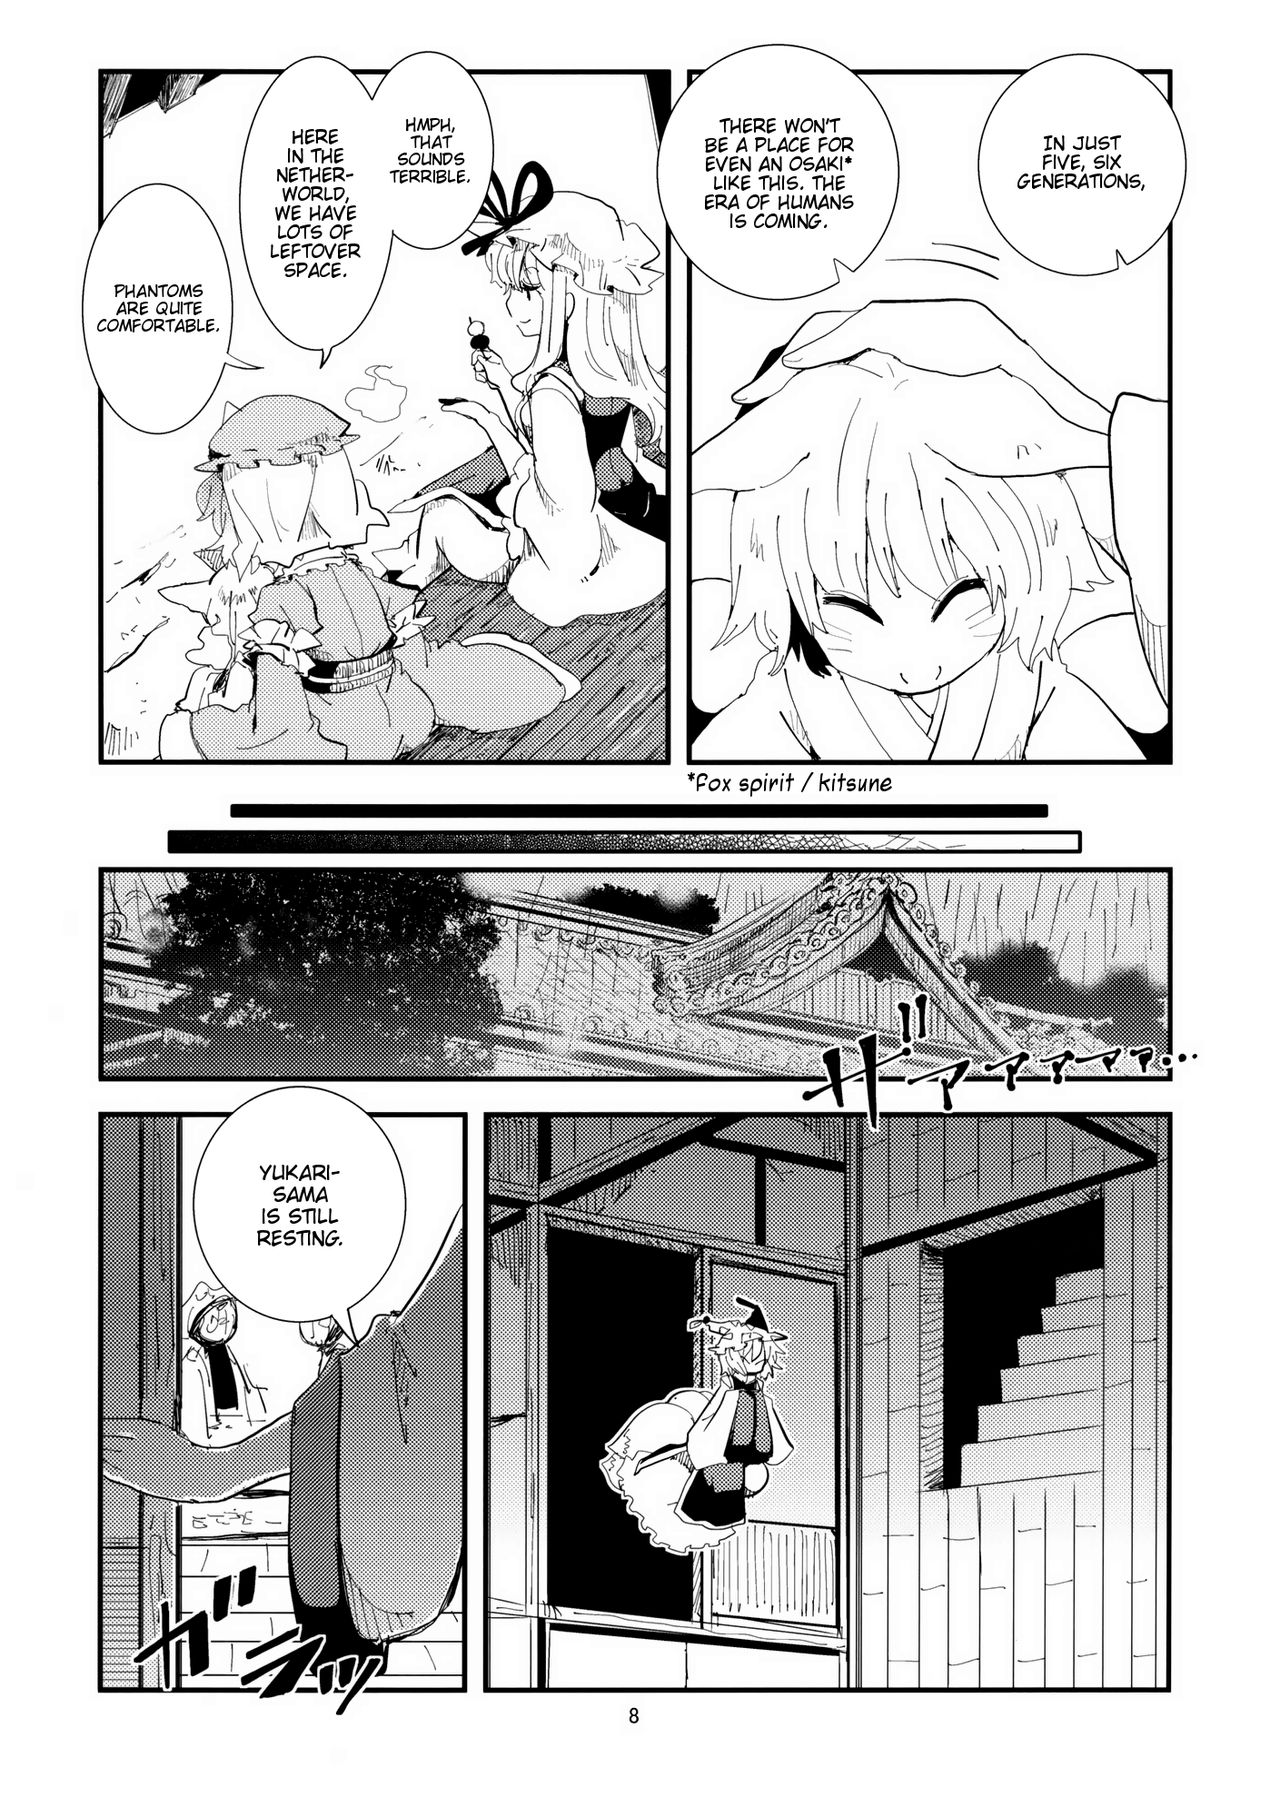 IN JUST
FIVE, SIX
GENERATIONS,
THERE WON'T
BE A PLACE FOR
EVEN AN OSAKI*
LIKE THIS. THE
ERA OF HUMANS
IS COMING.
*fox spirit / kitsune
HMPH,
THAT
SOUNDS
TERRIBLE.
HERE
IN THE
NETHER-
WORLD,
WE HAVE
LOTS OF
LEFTOVER
SPACE.
PHANTOMS
ARE QUITE
COMFORTABLE.
ザァァァァァ…
YUKARI-
SAMA
IS STILL
RESTING.
ガラッ
8